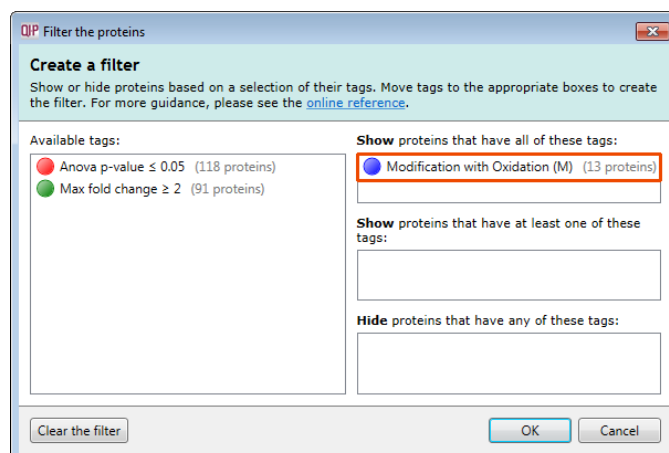 QIP Filter the proteins
Create a filter
Show or hide proteins based on a selection of their tags. Move tags to the appropriate boxes to create
the filter. For more guidance, please see the online reference.
Available tags:
Anova p-value ≤ 0.05 (118 proteins)
Max fold change ≥ 2 (91 proteins)
Show proteins that have all of these tags:
Modification with Oxidation (M) (13 proteins)
Show proteins that have at least one of these
tags:
Hide proteins that have any of these tags:
Clear the filter
OK
Cancel